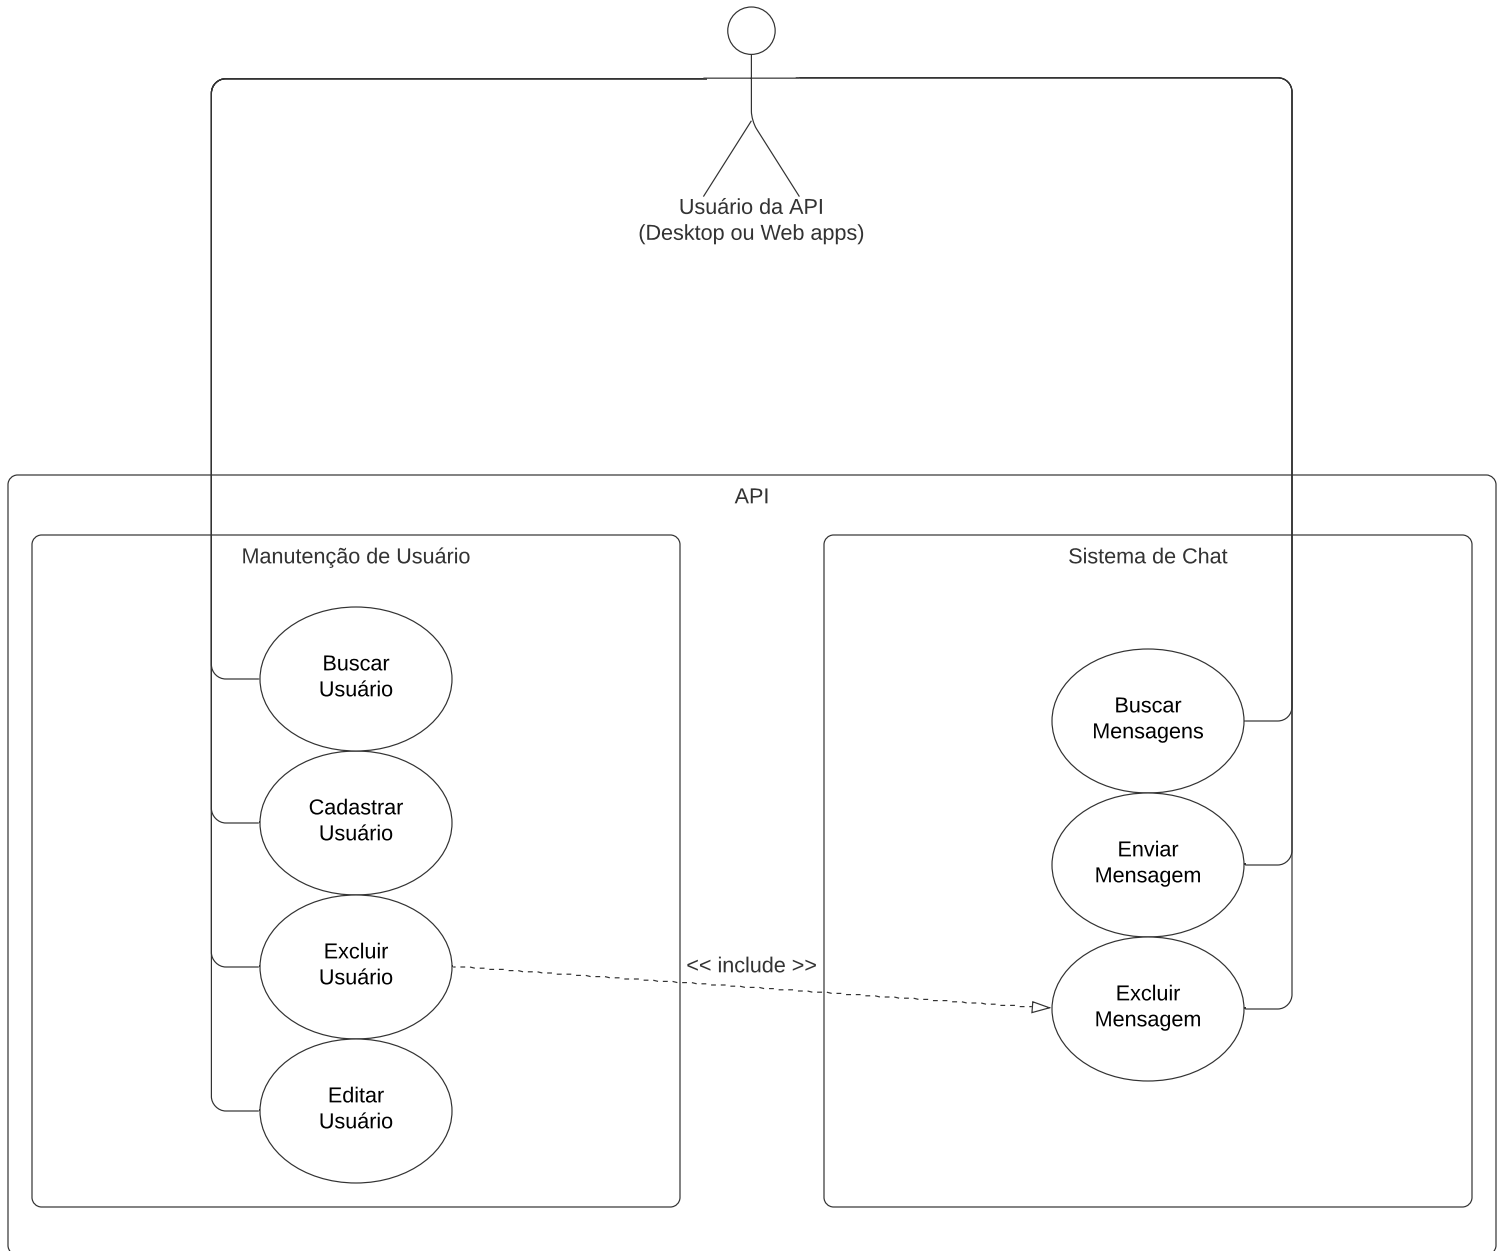 Usuário da API
(Desktop ou Web apps)
API
Manutenção de Usuário
Buscar
Usuário
Cadastrar
Usuário
Excluir
Usuário
Editar
Usuário
<< include >>
Sistema de Chat
Buscar
Mensagens
Enviar
Mensagem
Excluir
Mensagem